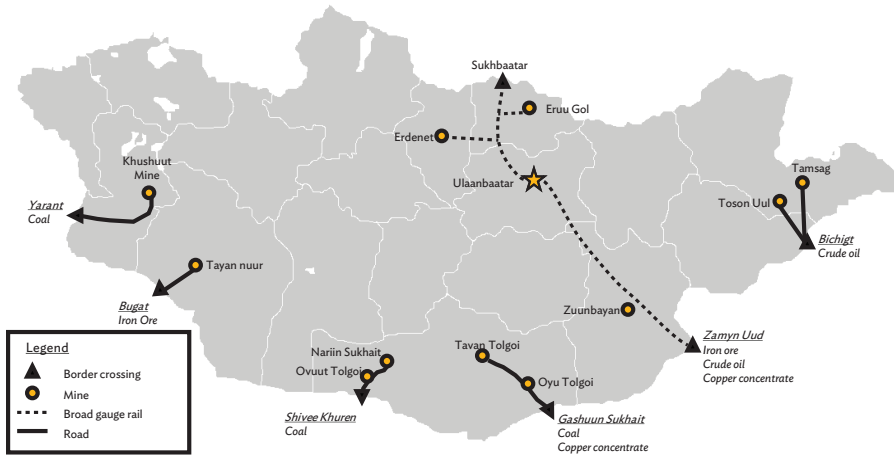 Sukhbaatar
Eruu Gol
Erdenet
Khushuut
Mine
Ulaanbaatar
Tamsag
Toson Uul
Yarant
Coal
Bichigt
Crude oil
Tayan nuur
Bugat
Iron Ore
Zuunbayan
Zamyn Uud
Iron ore
Crude oil
Copper concentrate
Nariin Sukhait
Ovuut Tolgoi
Tavan Tolgoi
Oyu Tolgoi
Shivee Khuren
Coal
Gashuun Sukhait
Coal
Copper concentrate
Legend
Border crossing
Mine
Broad gauge rail
Road